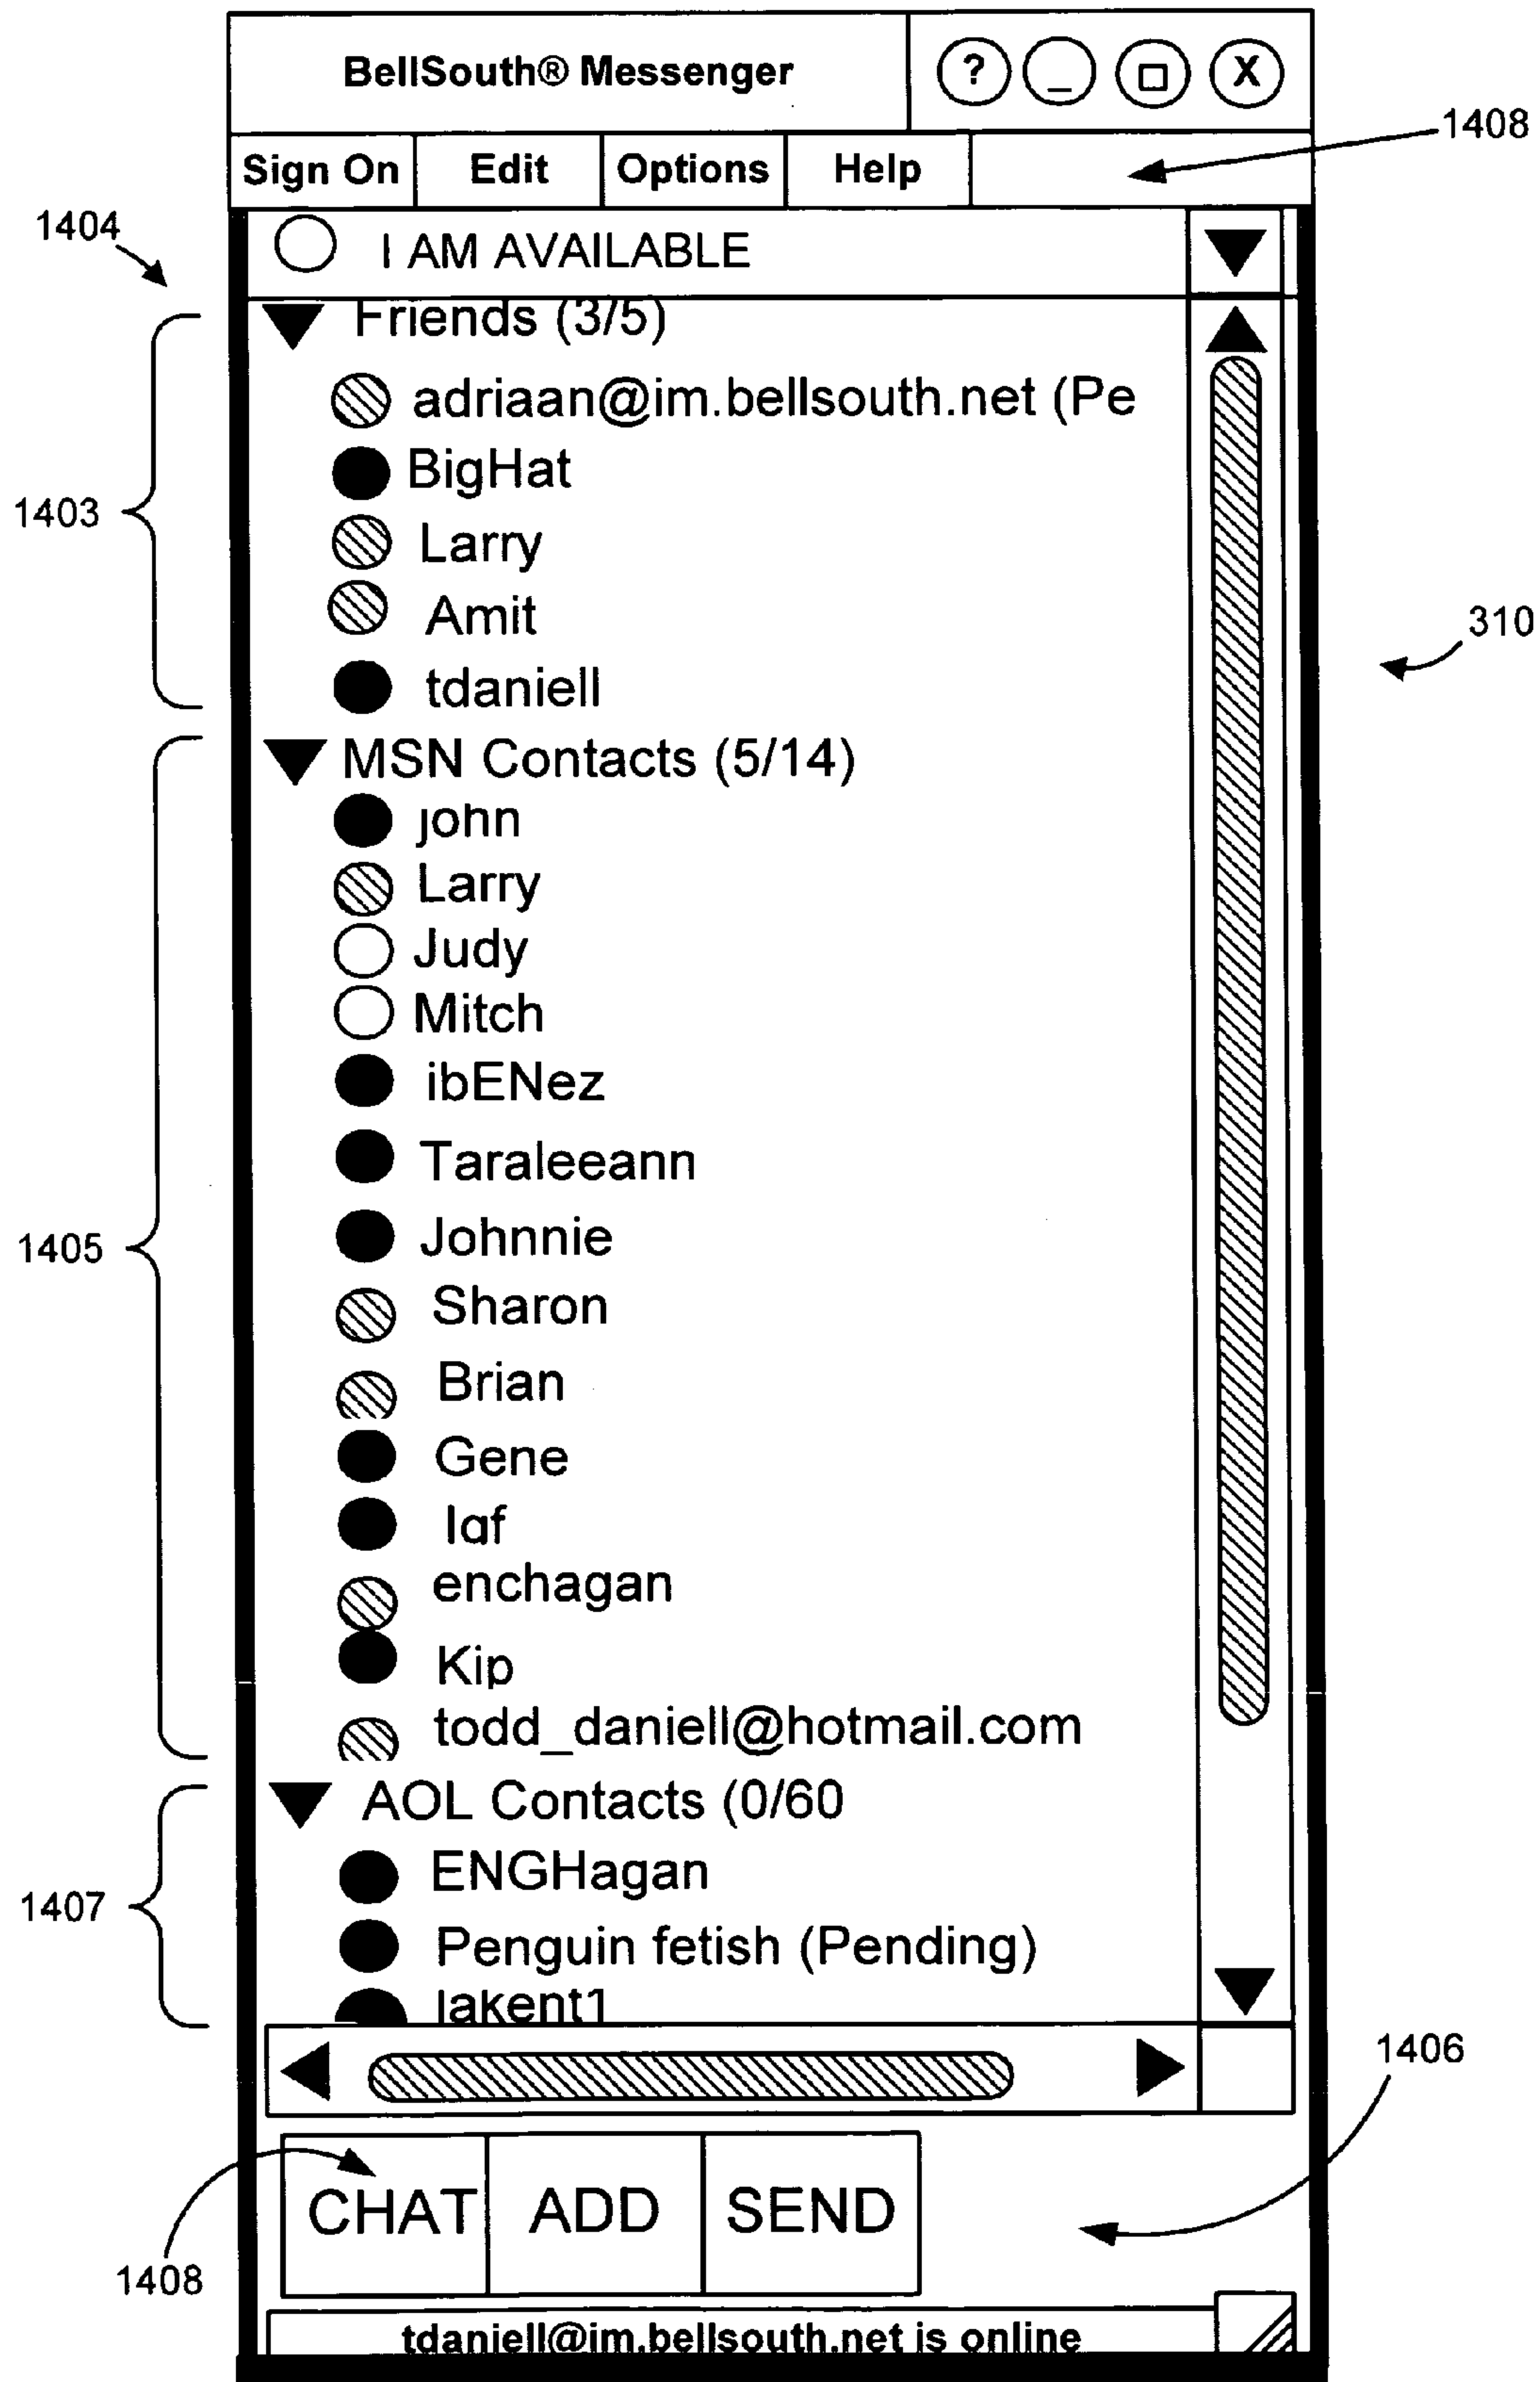 BellSouth® Messenger ? _ X
1408
Sign On Edit Options Help
1404
I AM AVAILABLE
Friends (3/5)
adriaan@im.bellsouth.net (Pe
BigHat
1403
Larry
Amit
310
tdaniell
MSN Contacts (5/14)
john
Larry
Judy
Mitch
ibENez
Taraleeann
1405
Johnnie
Sharon
Brian
Gene
enchagan
Kip
todd_daniell@hotmail.com
AOL Contacts (0/60
ENGHagan
1407
Penguin fetish (Pending)
lakent1
1406
CHAT ADD SEND
1408
tdaniell@im.bellsouth.net is online